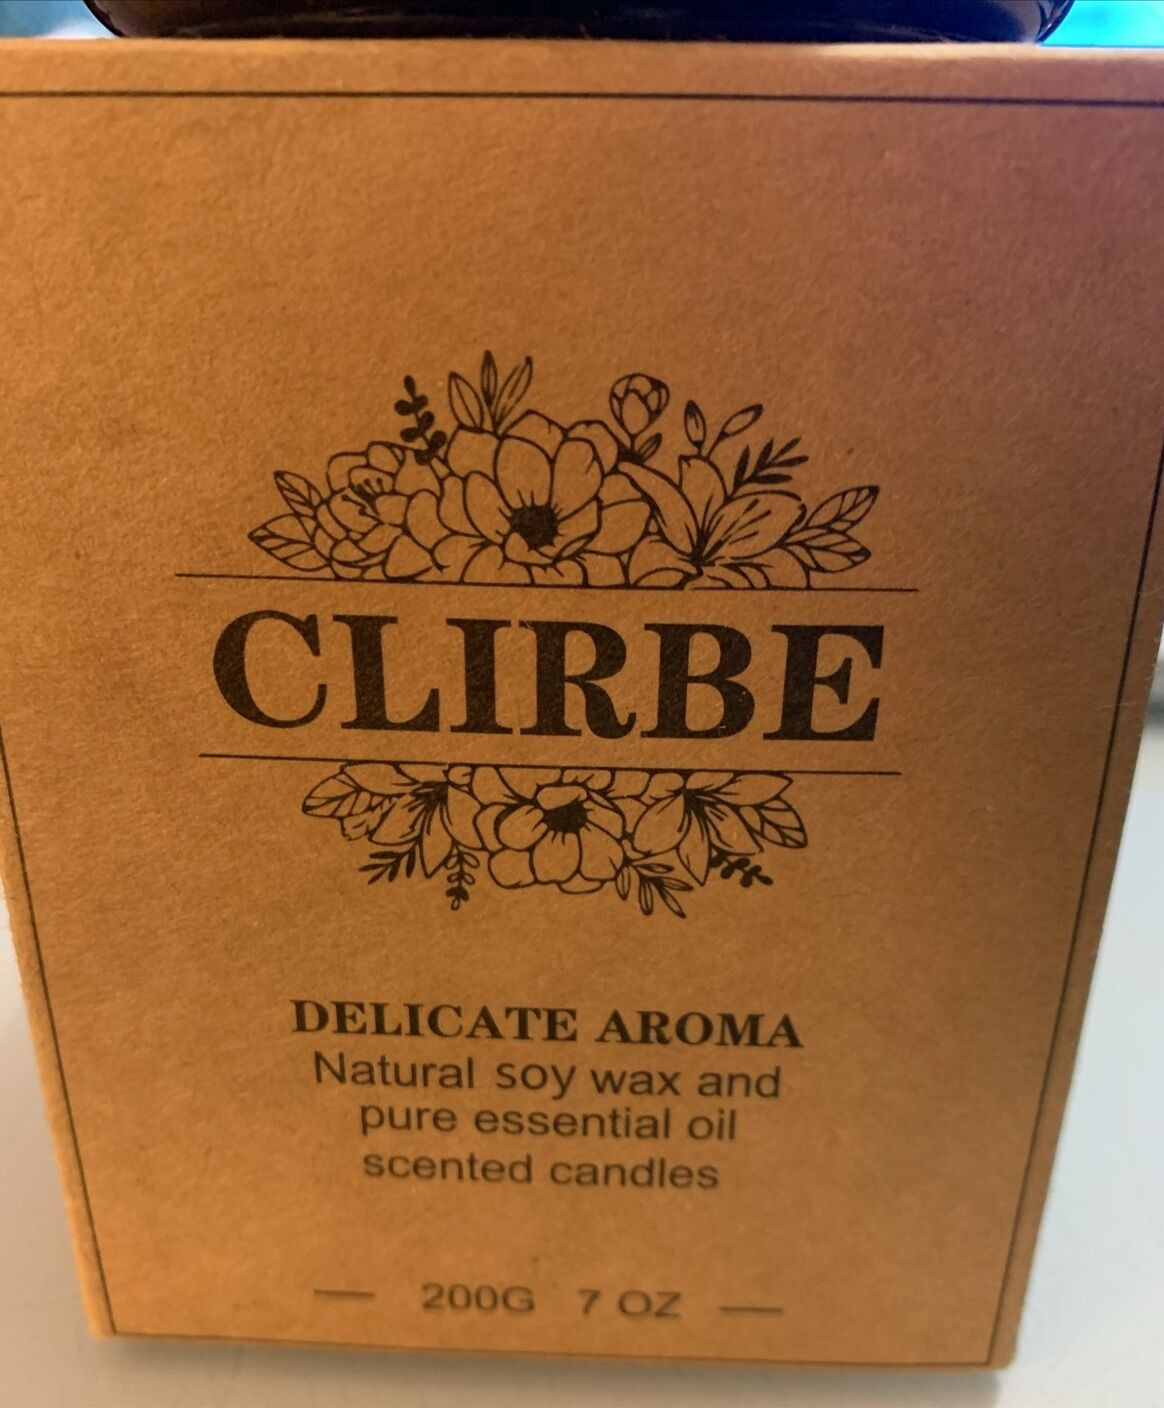 CLIRBE
DELICATE AROMA
Natural soy wax and
pure essential oil
scented candles
— 200G 7 OZ —